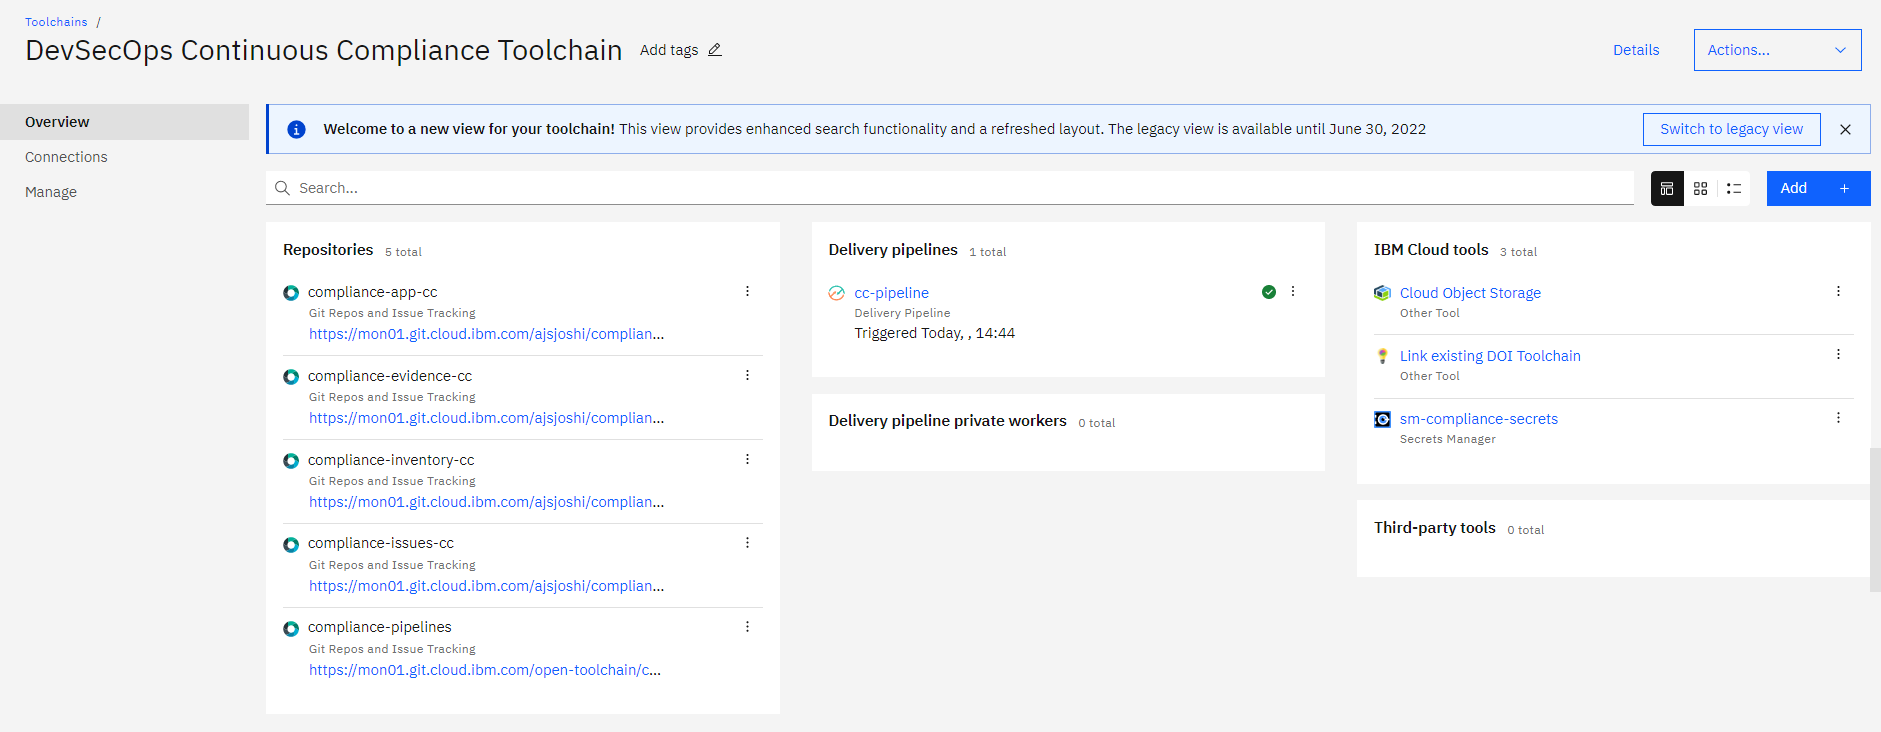 Toolchains /
DevSecOps Continuous Compliance Toolchain Add tags
Details
Actions...
Overview
Connections
Manage
Welcome to a new view for your toolchain! This view provides enhanced search functionality and a refreshed layout. The legacy view is available until June 30, 2022
Switch to legacy view
Search...
Add +
Repositories 5 total
compliance-app-cc
Git Repos and Issue Tracking
https://mon01.git.cloud.ibm.com/ajsjoshi/complian...
compliance-evidence-cc
Git Repos and Issue Tracking
https://mon01.git.cloud.ibm.com/ajsjoshi/complian...
compliance-inventory-cc
Git Repos and Issue Tracking
https://mon01.git.cloud.ibm.com/ajsjoshi/complian...
compliance-issues-cc
Git Repos and Issue Tracking
https://mon01.git.cloud.ibm.com/ajsjoshi/complian...
compliance-pipelines
Git Repos and Issue Tracking
https://mon01.git.cloud.ibm.com/open-toolchain/c...
Delivery pipelines 1 total
cc-pipeline
Delivery Pipeline
Triggered Today, , 14:44
Delivery pipeline private workers 0 total
IBM Cloud tools 3 total
Cloud Object Storage
Other Tool
Link existing DOI Toolchain
Other Tool
sm-compliance-secrets
Secrets Manager
Third-party tools 0 total